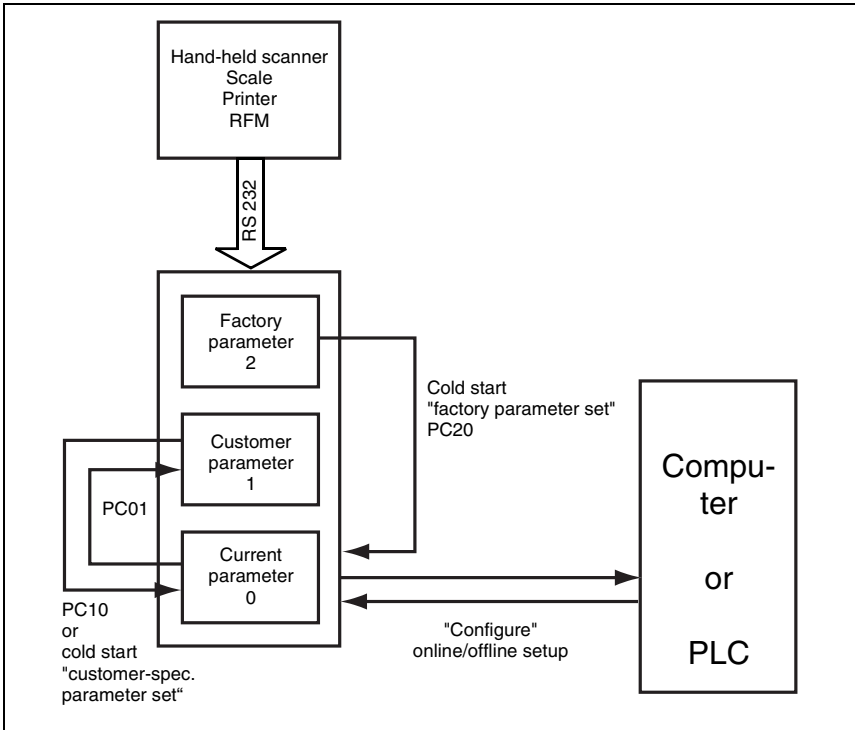 Hand-held scanner
Scale
Printer
RFM
RS 232
Factory
parameter
2
Cold start
"factory parameter set"
PC20
Customer
parameter
1
PC01
Current
parameter
0
PC10
or
cold start
"customer-spec.
parameter set“
"Configure"
online/offline setup
Compu-
ter
or
PLC